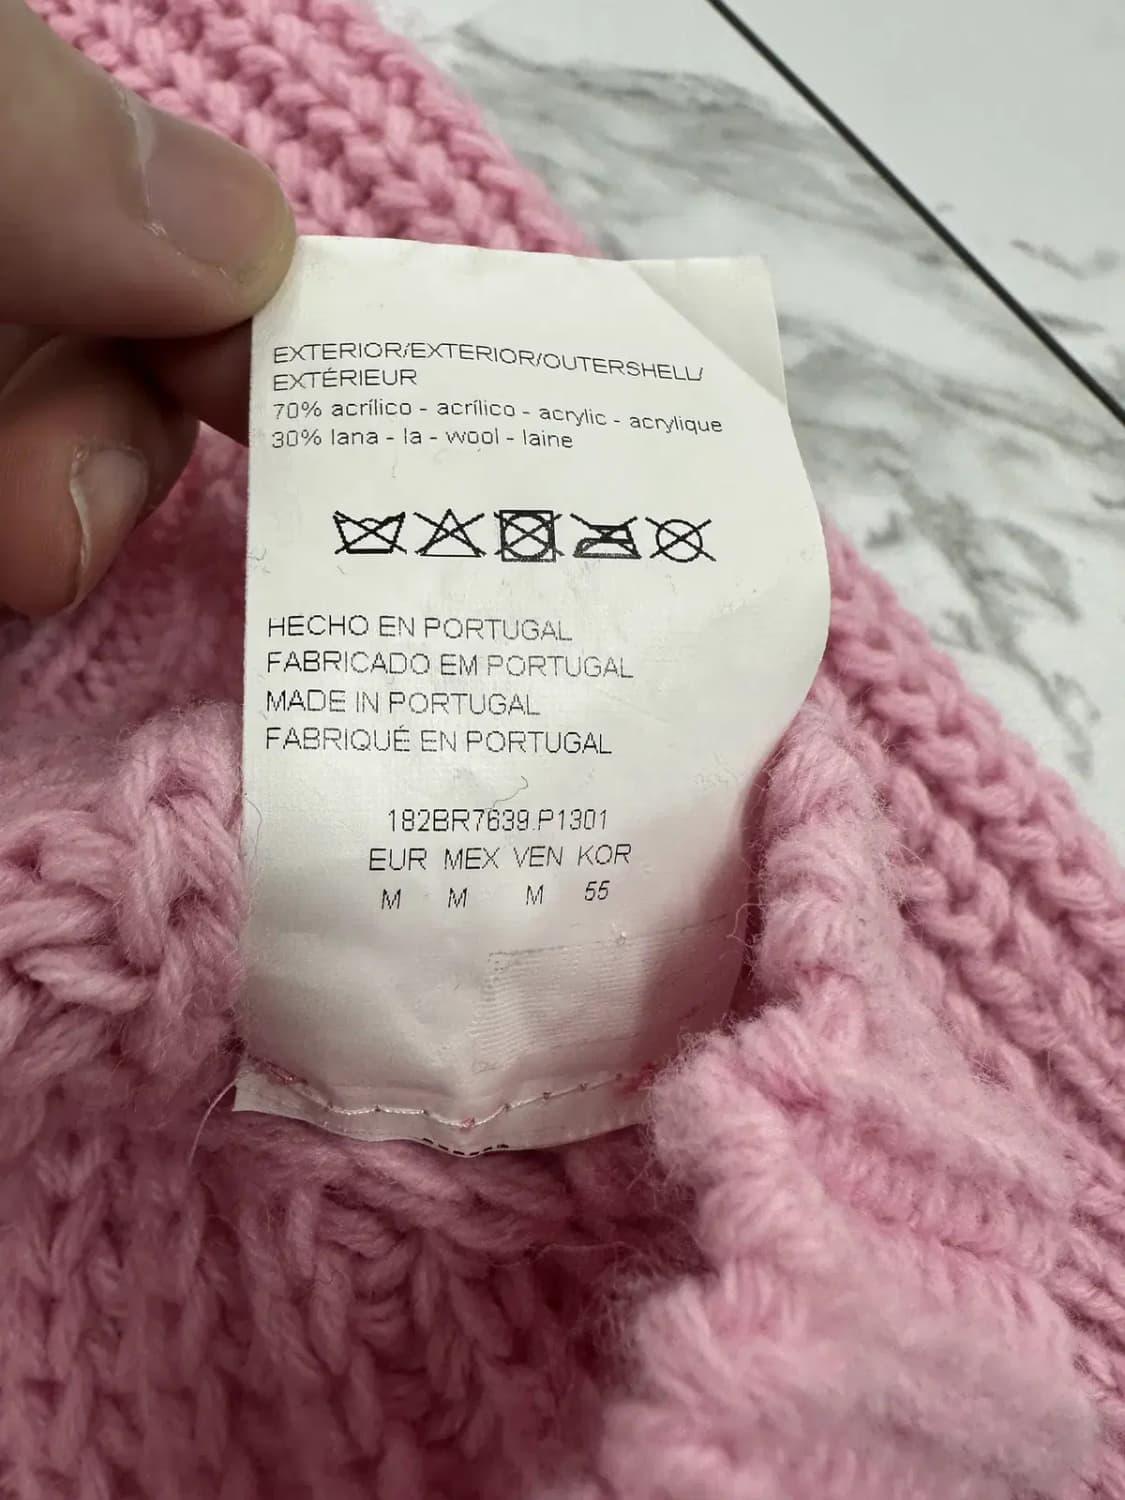 EXTERIOR/EXTERIOR/OUTERSHELL/
EXTÉRIEUR
70% acrílico - acrílico - acrylic - acrylique
30% lana - la - wool - laine
HECHO EN PORTUGAL
FABRICADO EM PORTUGAL
MADE IN PORTUGAL
FABRIQUÉ EN PORTUGAL
182BR7639.P1301
EUR MEX VEN KOR
M M M 55